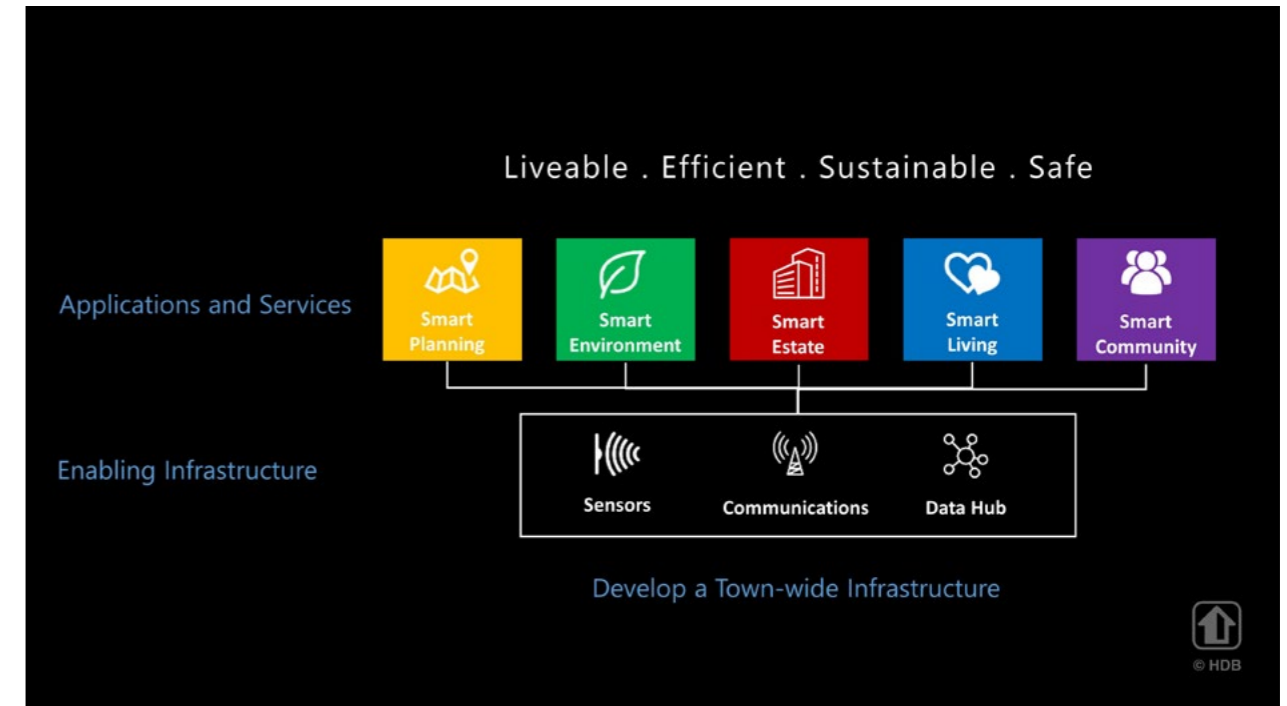 Liveable . Efficient . Sustainable . Safe
Applications and Services
Smart
Planning
Smart
Environment
Smart
Estate
Smart
Living
Smart
Community
Enabling Infrastructure
Sensors
Communications
Data Hub
Develop a Town-wide Infrastructure
© HDB